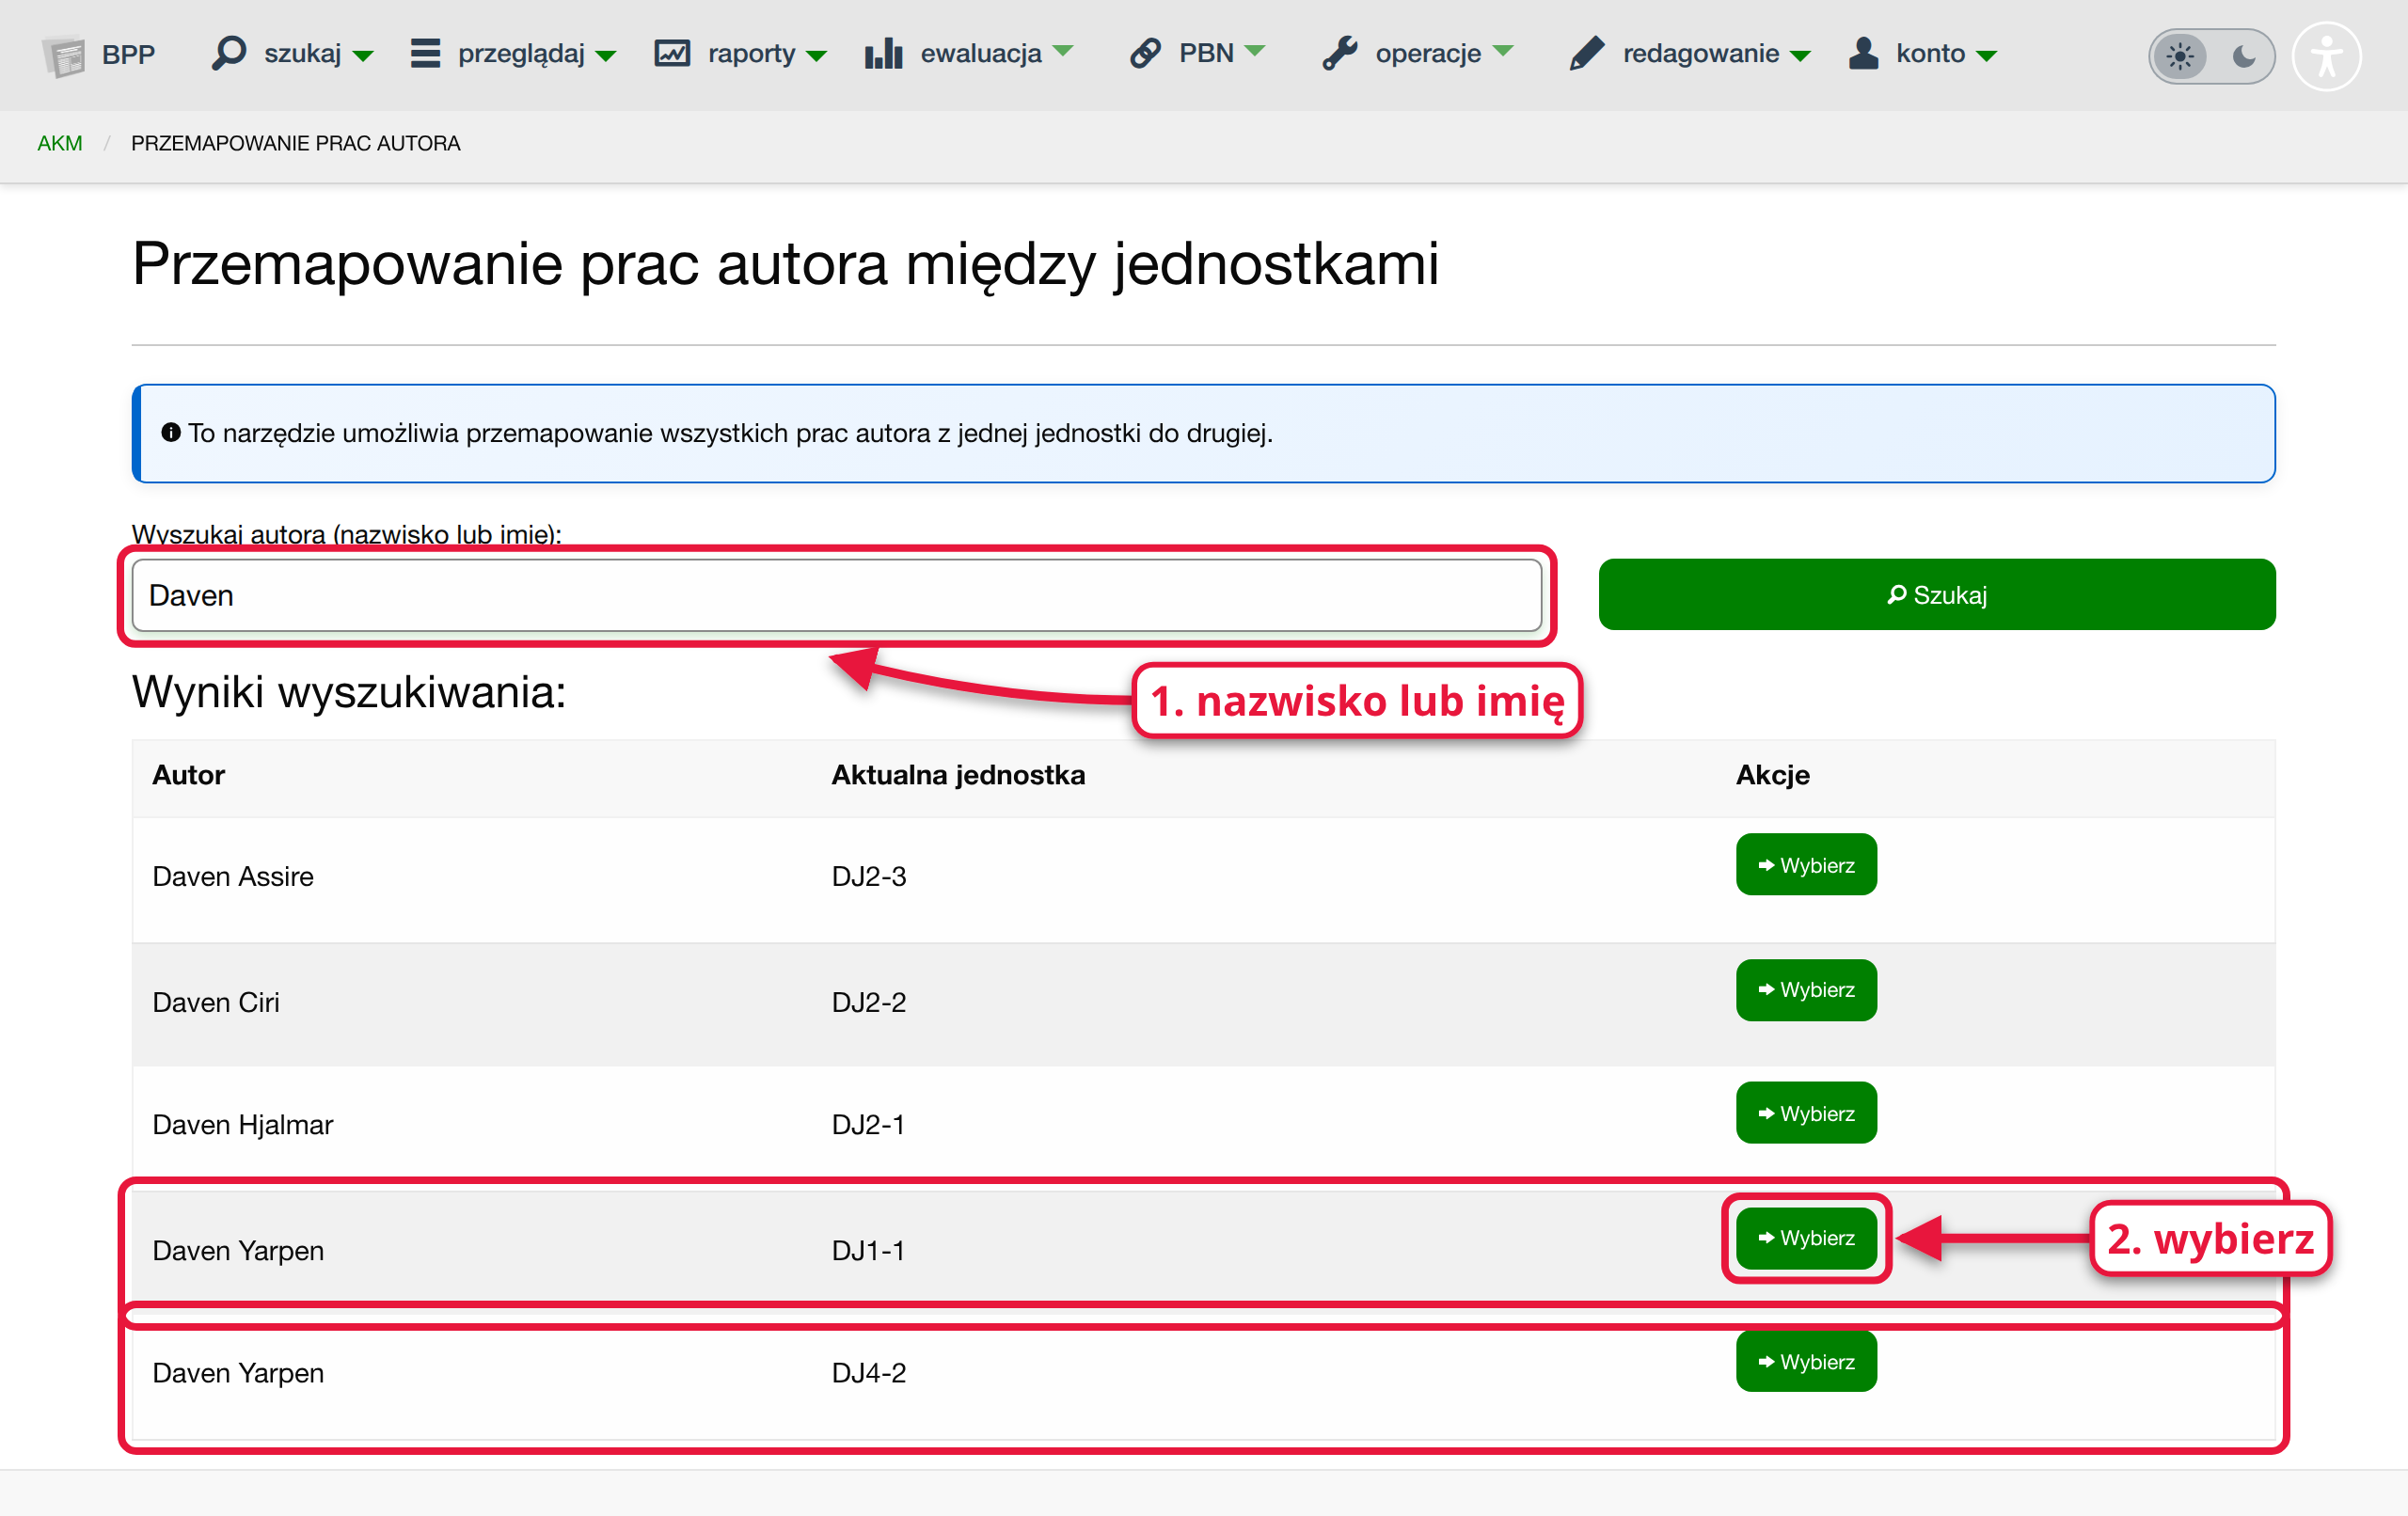 BPP szukaj przeglądaj raporty ewaluacja PBN operacje redagowanie konto
AKM / PRZEMAPOWANIE PRAC AUTORA
Przemapowanie prac autora między jednostkami
To narzędzie umożliwia przemapowanie wszystkich prac autora z jednej jednostki do drugiej.
Wyszukaj autora (nazwisko lub imię):
Daven
Szukaj
1. nazwisko lub imię
Wyniki wyszukiwania:
Autor Aktualna jednostka Akcje
Daven Assire DJ2-3 Wybierz
Daven Ciri DJ2-2 Wybierz
Daven Hjalmar DJ2-1 Wybierz
Daven Yarpen DJ1-1 Wybierz
2. wybierz
Daven Yarpen DJ4-2 Wybierz